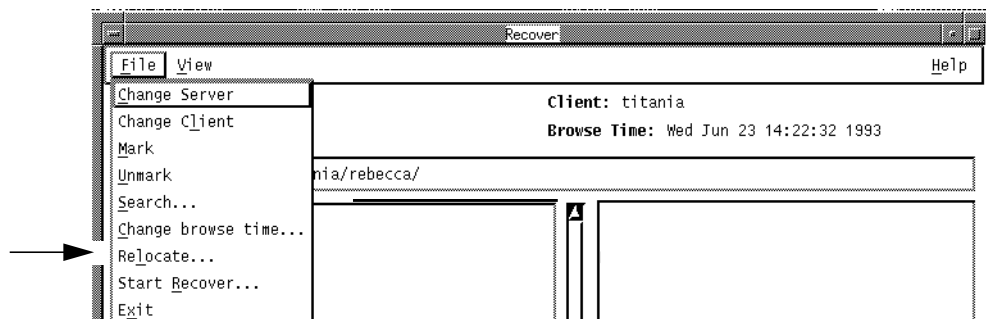 Recover
File View Help
Change Server
Client: titania
Change Client
Browse Time: Wed Jun 23 14:22:32 1993
Mark
Unmark
nia/rebecca/
Search...
Change browse time...
Relocate...
Start Recover...
Exit